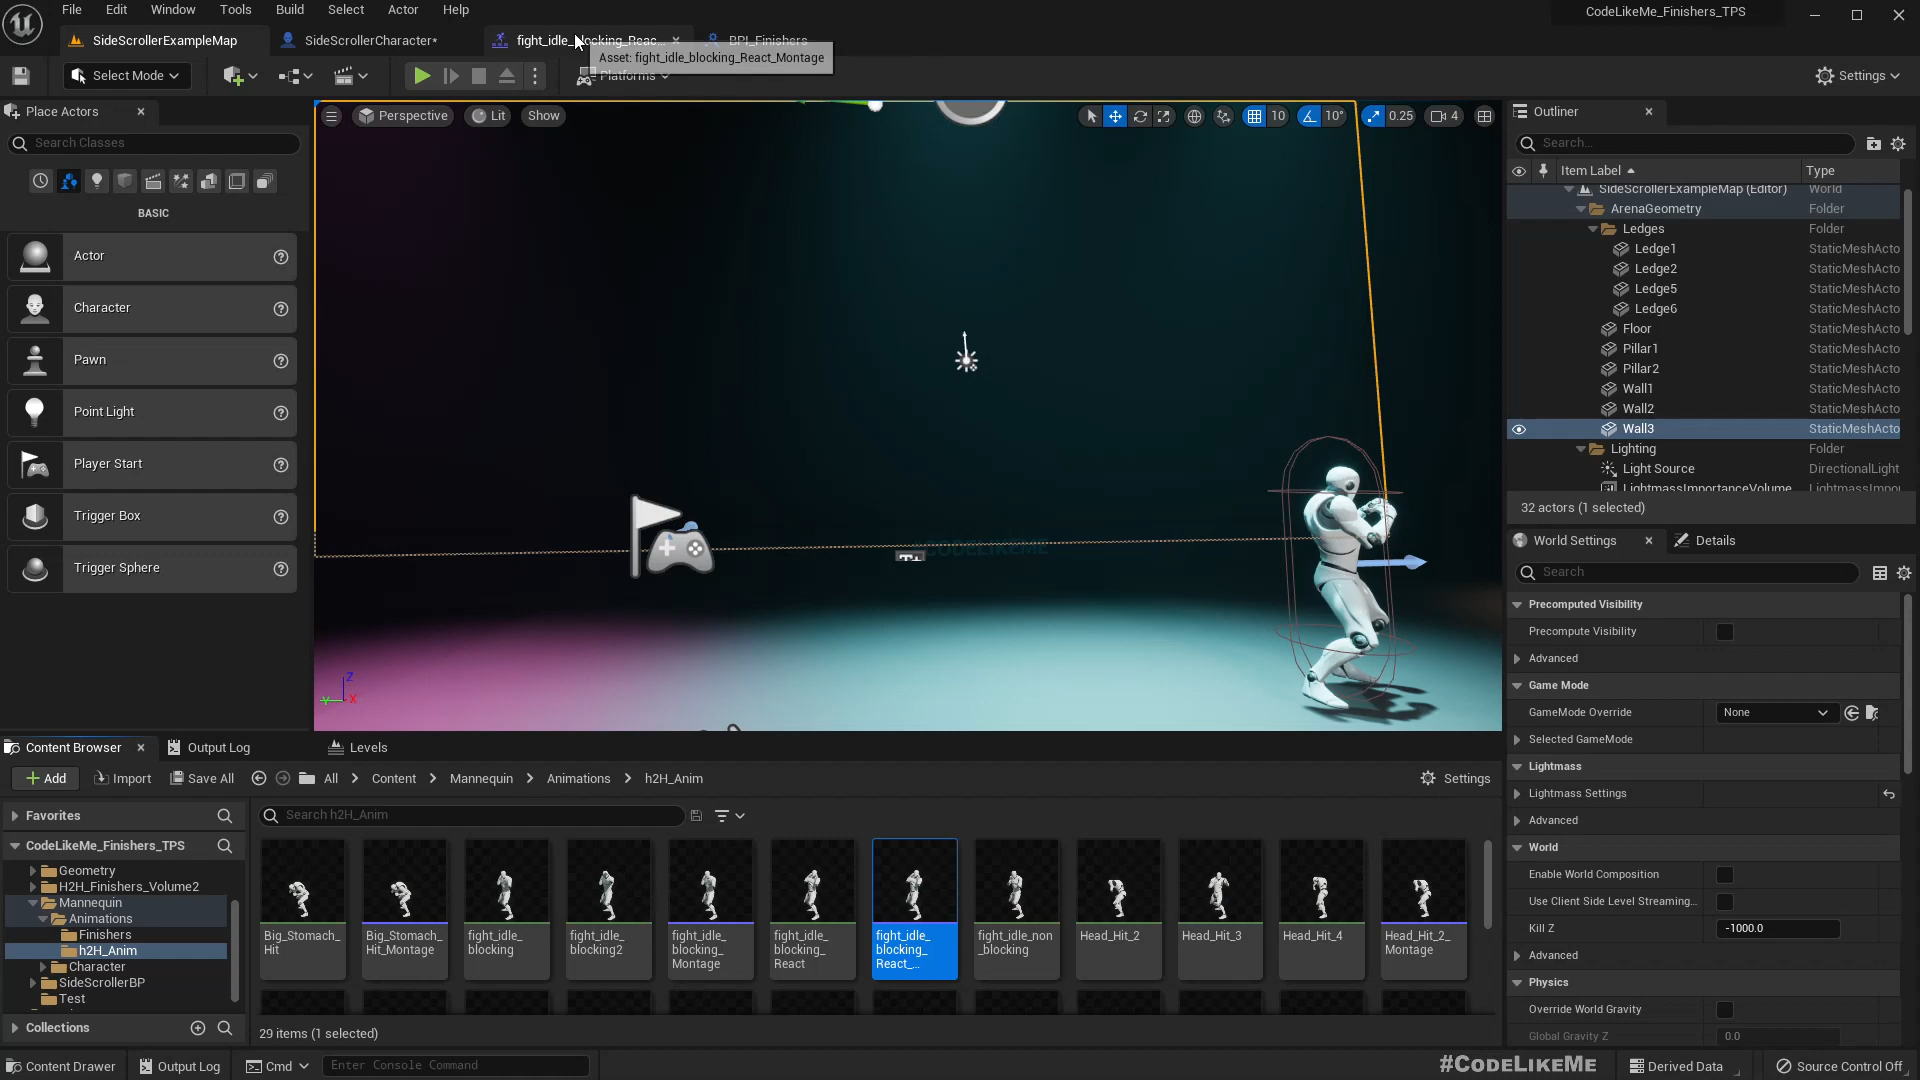 File Edit Window Tools Build Select Actor Help
CodeLikeMe_Finishers_TPS
SideScrollerExampleMap
SideScrollerCharacter*
fight_idle_blocking_Reac...
BPI_Finishers
Asset: fight_idle_blocking_React_Montage
Select Mode
Platforms
Settings
Place Actors
Search Classes
BASIC
Actor
Character
Pawn
Point Light
Player Start
Trigger Box
Trigger Sphere
Perspective
Lit
Show
10
10°
0.25
4
CODELIKEME
Outliner
Search...
Item Label
Type
SideScrollerExampleMap (Editor) World
ArenaGeometry Folder
Ledges Folder
Ledge1 StaticMeshActo
Ledge2 StaticMeshActo
Ledge5 StaticMeshActo
Ledge6 StaticMeshActo
Floor StaticMeshActo
Pillar1 StaticMeshActo
Pillar2 StaticMeshActo
Wall1 StaticMeshActo
Wall2 StaticMeshActo
Wall3 StaticMeshActo
Lighting Folder
Light Source DirectionalLight
LightmassImportanceVolume LightmassImpor
32 actors (1 selected)
World Settings
Details
Search
Precomputed Visibility
Precompute Visibility
Advanced
Game Mode
GameMode Override None
Selected GameMode
Lightmass
Lightmass Settings
Advanced
World
Enable World Composition
Use Client Side Level Streaming...
Kill Z -1000.0
Advanced
Physics
Override World Gravity
Global Gravity Z 0.0
Content Browser
Output Log
Levels
Add
Import
Save All
All > Content > Mannequin > Animations > h2H_Anim
Settings
Favorites
CodeLikeMe_Finishers_TPS
Geometry
H2H_Finishers_Volume2
Mannequin
Animations
Finishers
h2H_Anim
Character
SideScrollerBP
Test
Collections
Search h2H_Anim
Big_Stomach_
Hit
Big_Stomach_
Hit_Montage
fight_idle_
blocking
fight_idle_
blocking2
fight_idle_
blocking_
Montage
fight_idle_
blocking_
React
fight_idle_
blocking_
React_...
fight_idle_non
_blocking
Head_Hit_2
Head_Hit_3
Head_Hit_4
Head_Hit_2_
Montage
29 items (1 selected)
Content Drawer
Output Log
Cmd
Enter Console Command
#CodeLikeMe
Derived Data
Source Control Off